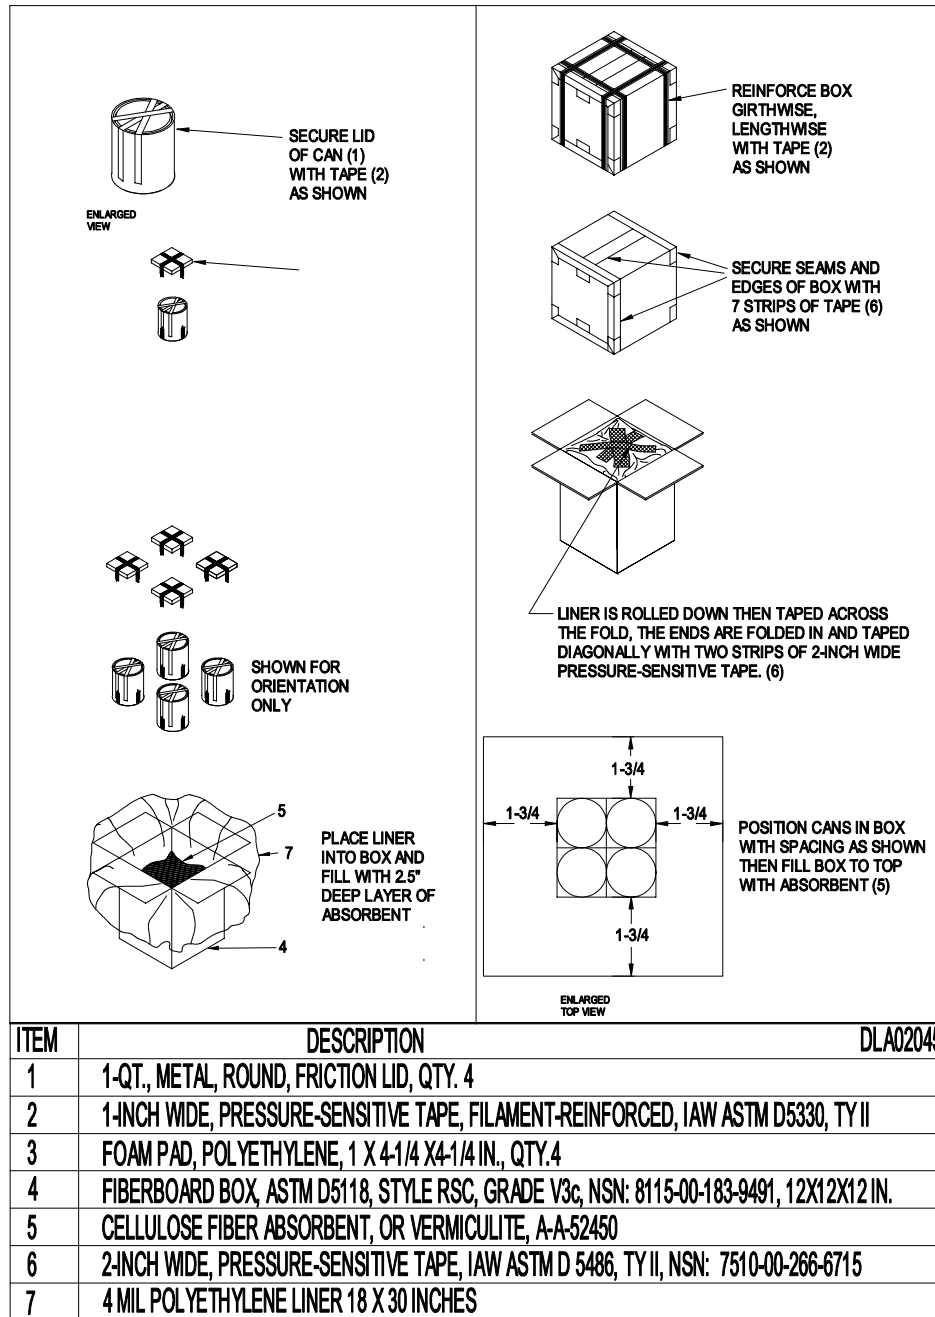 SECURE LID
OF CAN (1)
WITH TAPE (2)
AS SHOWN
ENLARGED
VIEW
SHOWN FOR
ORIENTATION
ONLY
5
7
4
PLACE LINER
INTO BOX AND
FILL WITH 2.5"
DEEP LAYER OF
ABSORBENT
REINFORCE BOX
GIRTHWISE,
LENGTHWISE
WITH TAPE (2)
AS SHOWN
SECURE SEAMS AND
EDGES OF BOX WITH
7 STRIPS OF TAPE (6)
AS SHOWN
LINER IS ROLLED DOWN THEN TAPED ACROSS
THE FOLD, THE ENDS ARE FOLDED IN AND TAPED
DIAGONALLY WITH TWO STRIPS OF 2-INCH WIDE
PRESSURE-SENSITIVE TAPE. (6)
1-3/4
1-3/4
1-3/4
1-3/4
POSITION CANS IN BOX
WITH SPACING AS SHOWN
THEN FILL BOX TO TOP
WITH ABSORBENT (5)
ENLARGED
TOP VIEW
ITEM DESCRIPTION DLA02045
1 1-QT., METAL, ROUND, FRICTION LID, QTY. 4
2 1-INCH WIDE, PRESSURE-SENSITIVE TAPE, FILAMENT-REINFORCED, IAW ASTM D5330, TY II
3 FOAM PAD, POLYETHYLENE, 1 X 4-1/4 X4-1/4 IN., QTY.4
4 FIBERBOARD BOX, ASTM D5118, STYLE RSC, GRADE V3c, NSN: 8115-00-183-9491, 12X12X12 IN.
5 CELLULOSE FIBER ABSORBENT, OR VERMICULITE, A-A-52450
6 2-INCH WIDE, PRESSURE-SENSITIVE TAPE, IAW ASTM D 5486, TY II, NSN: 7510-00-266-6715
7 4 MIL POLYETHYLENE LINER 18 X 30 INCHES